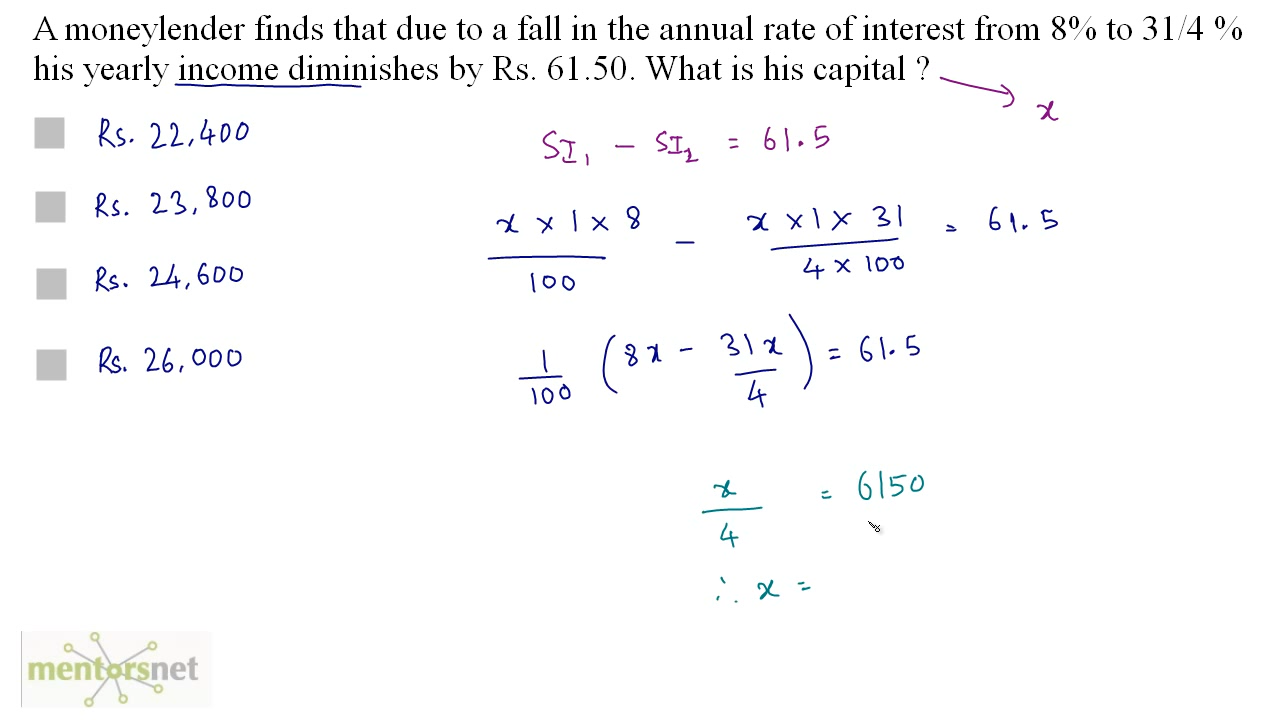 A moneylender finds that due to a fall in the annual rate of interest from 8% to 31/4 %
his yearly income diminishes by Rs. 61.50. What is his capital ?
x
Rs. 22,400
Rs. 23,800
Rs. 24,600
Rs. 26,000
SI₁ - SI₂ = 61.5
x × 1 × 8 / 100 - x × 1 × 31 / 4 × 100 = 61.5
1/100 (8x - 31x/4) = 61.5
x/4 = 6150
∴ x =
mentorsnet